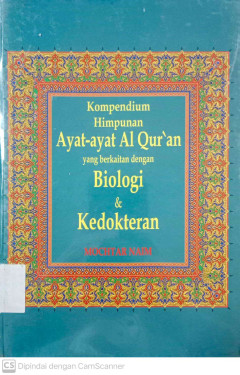 Kompendium
Himpunan
Ayat-ayat Al Qur`an
yang berkaitan dengan
Biologi
&
Kedokteran
MOCHTAR NAIM
CS Dipindai dengan CamScanner